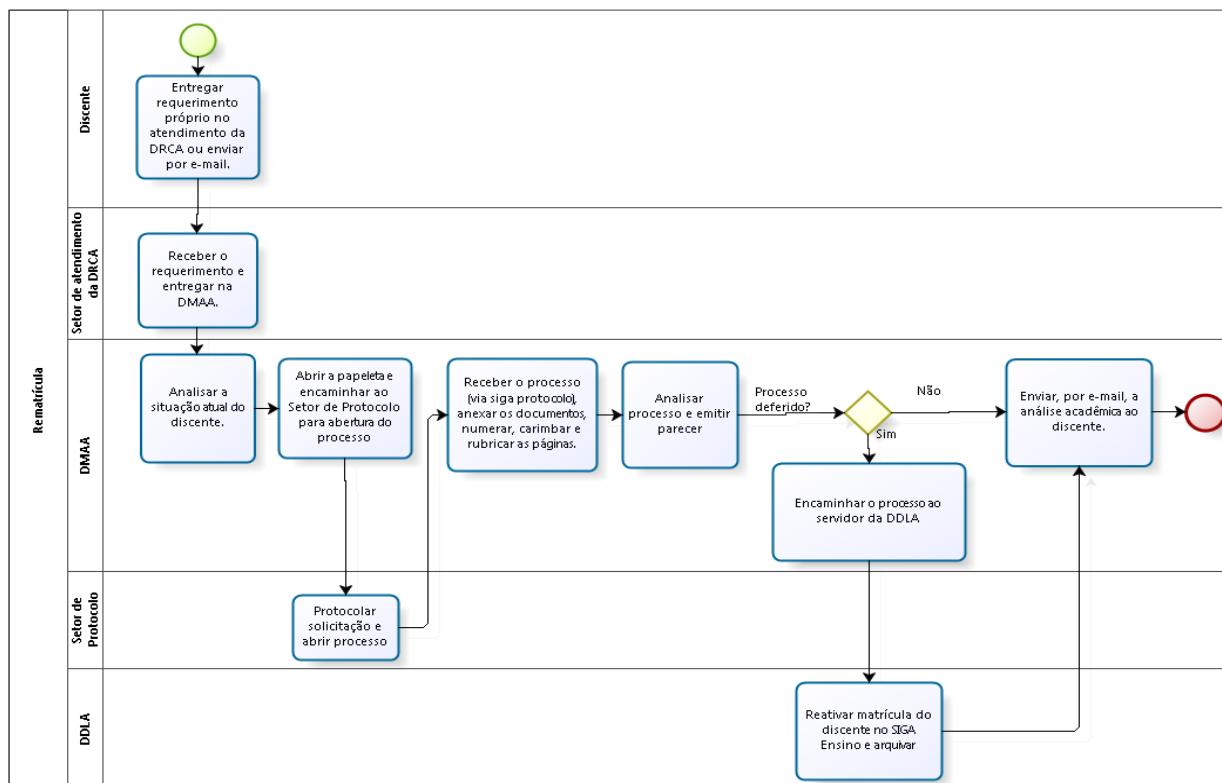 Rematrícula
Discente
Entregar
requerimento
próprio no
atendimento da
DRCA ou enviar
por e-mail.
Setor de atendimento
da DRCA
Receber o
requerimento e
entregar na
DMAA.
DMAA
Analisar a
situação atual do
discente.
Abrir a papeleta e
encaminhar ao
Setor de Protocolo
para abertura do
processo
Receber o processo
(via siga protocolo),
anexar os documentos,
numerar, carimbar e
rubricar as páginas.
Analisar
processo e emitir
parecer
Processo
deferido?
Não
Sim
Enviar, por e-mail, a
análise acadêmica ao
discente.
Encaminhar o processo ao
servidor da DDLA
Setor de
Protocolo
Protocolar
solicitação e
abrir processo
DDLA
Reativar matrícula do
discente no SIGA
Ensino e arquivar